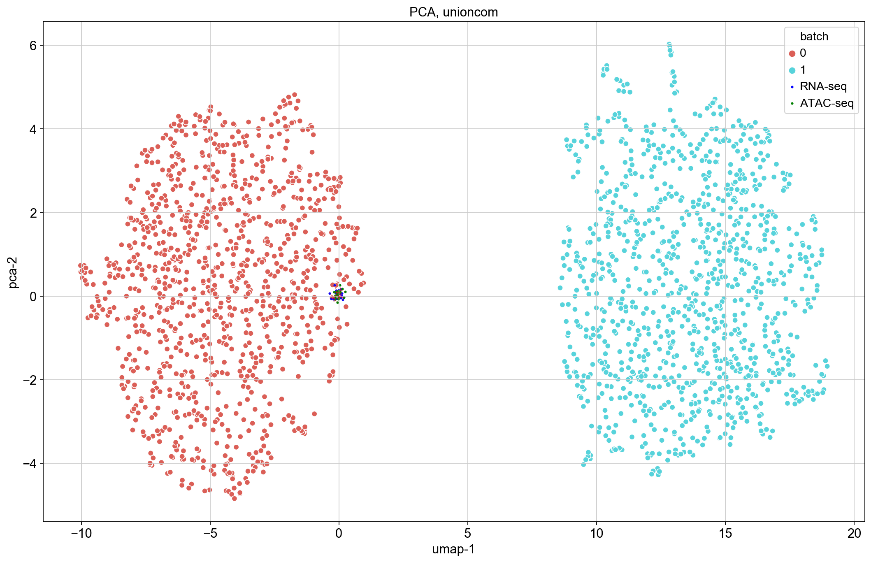 PCA, unioncom
batch
0
1
RNA-seq
ATAC-seq
6
4
2
0
−2
−4
pca-2
−10 −5 0 5 10 15 20
umap-1